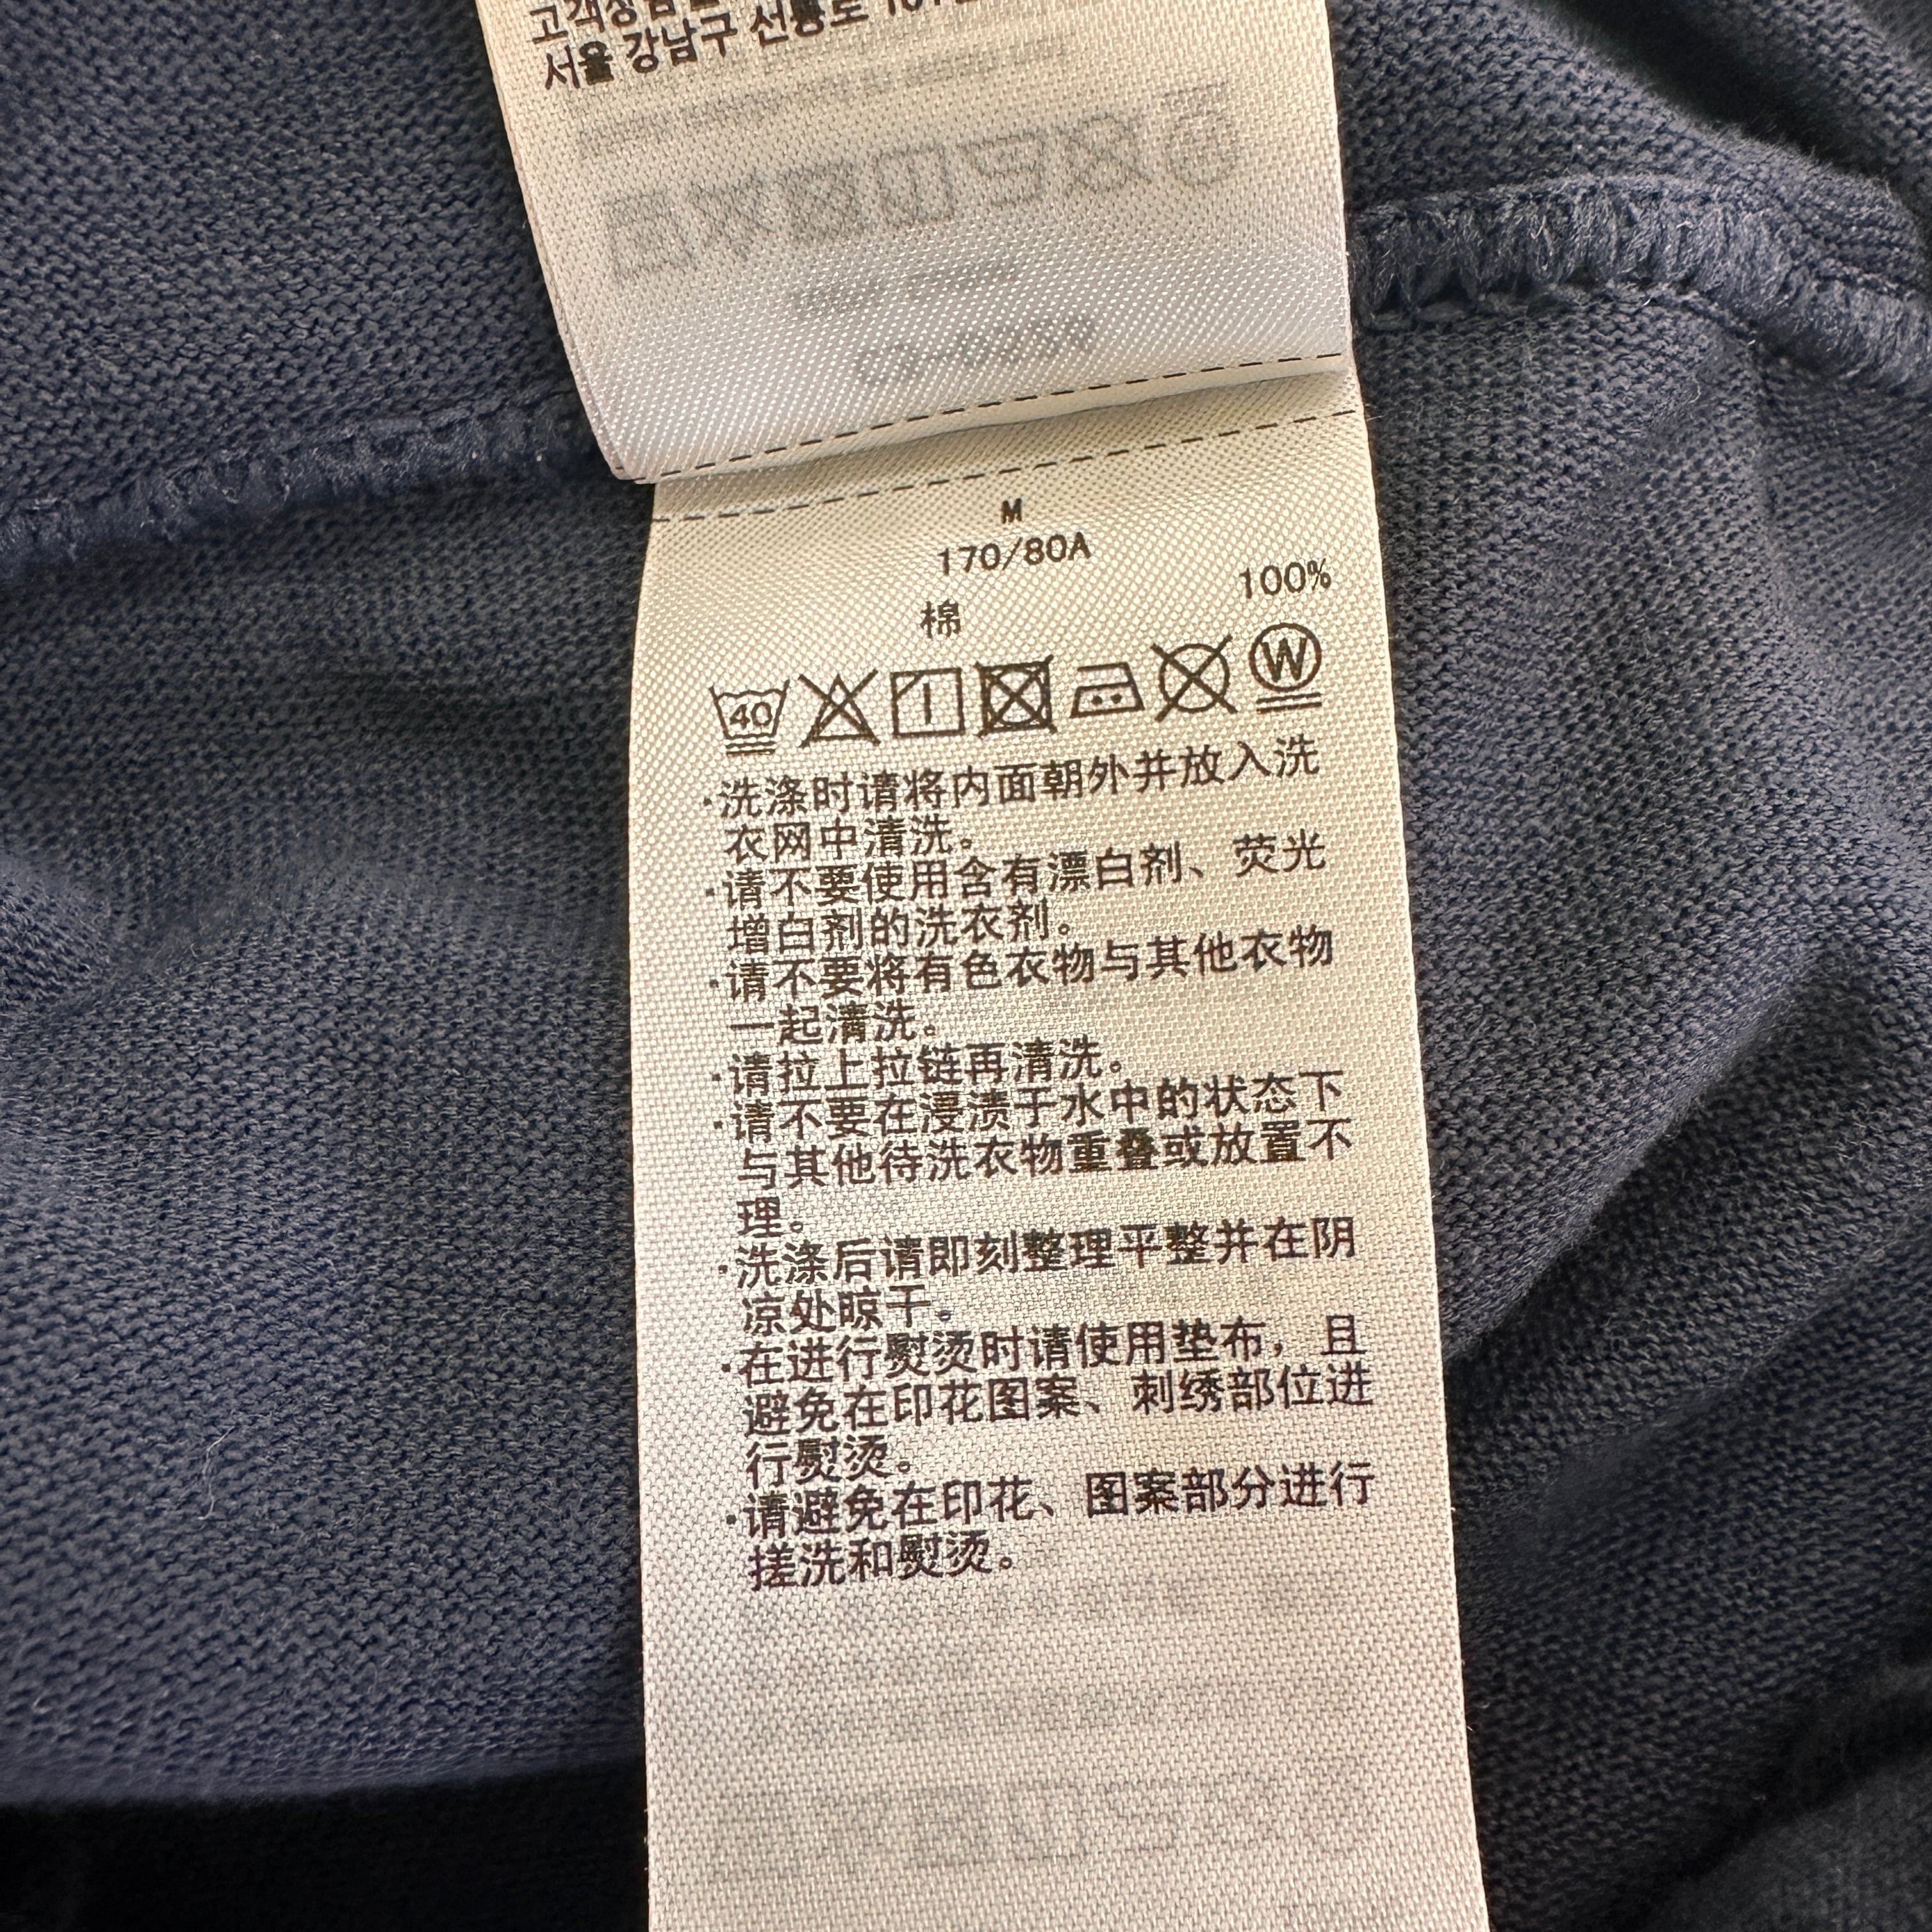 서울 강남구 선릉로
M
170/80A
棉 100%
40
W
·洗涤时请将内面朝外并放入洗
衣网中清洗。
·请不要使用含有漂白剂、荧光
增白剂的洗衣剂。
·请不要将有色衣物与其他衣物
一起清洗。
·请拉上拉链再清洗。
·请不要在浸渍于水中的状态下
与其他待洗衣物重叠或放置不
理。
·洗涤后请即刻整理平整并在阴
凉处晾干。
·在进行熨烫时请使用垫布，且
避免在印花图案、刺绣部位进
行熨烫。
·请避免在印花、图案部分进行
搓洗和熨烫。